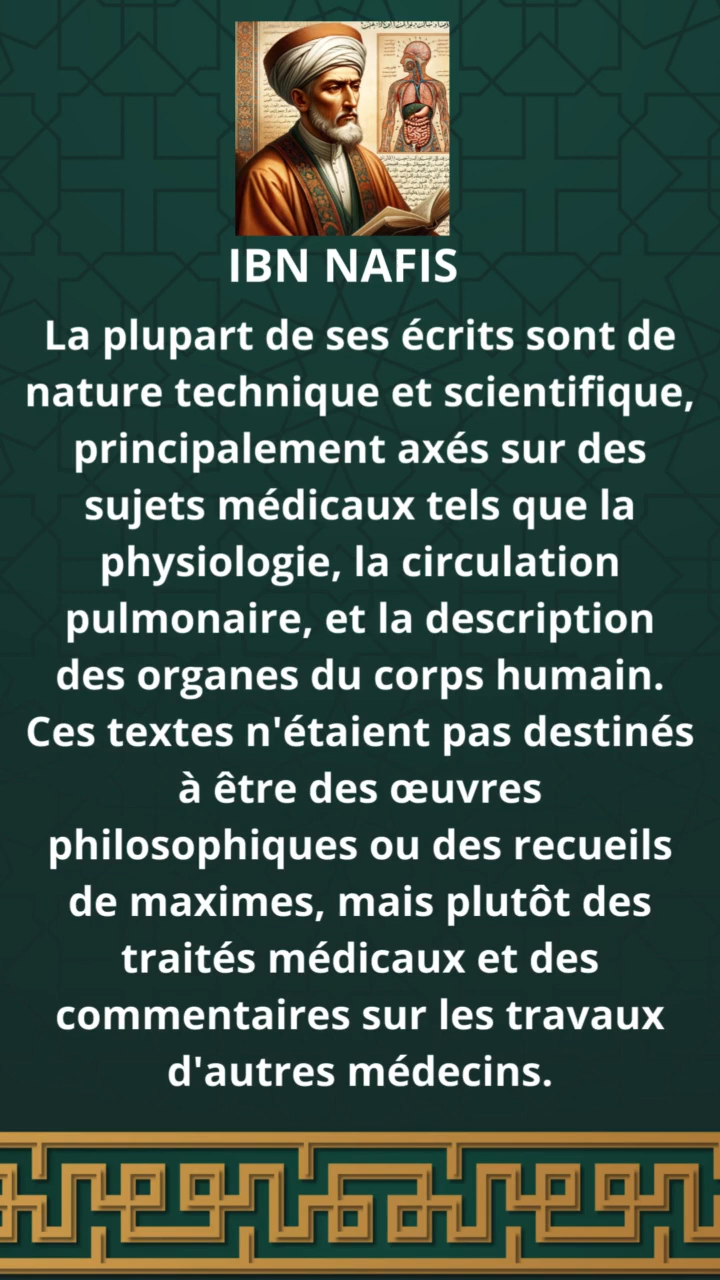 IBN NAFIS
La plupart de ses écrits sont de
nature technique et scientifique,
principalement axés sur des
sujets médicaux tels que la
physiologie, la circulation
pulmonaire, et la description
des organes du corps humain.
Ces textes n'étaient pas destinés
à être des œuvres
philosophiques ou des recueils
de maximes, mais plutôt des
traités médicaux et des
commentaires sur les travaux
d'autres médecins.